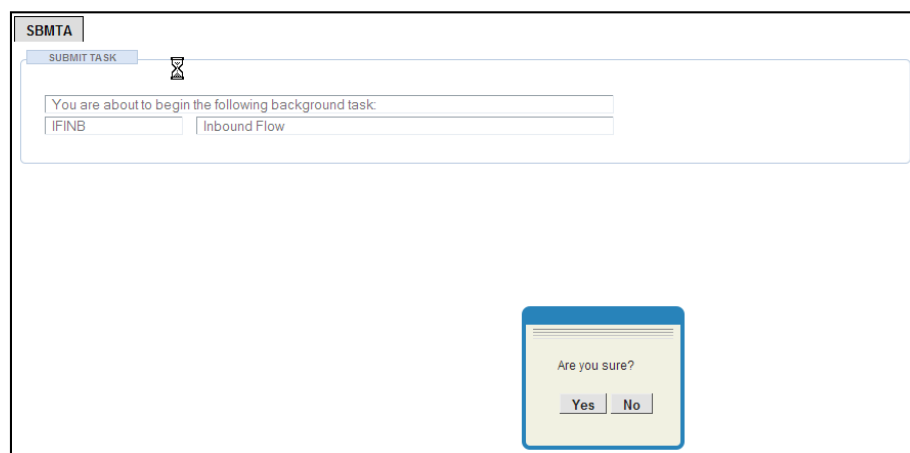 SBMTA
SUBMIT TASK
You are about to begin the following background task:
IFINB Inbound Flow
Are you sure?
Yes No